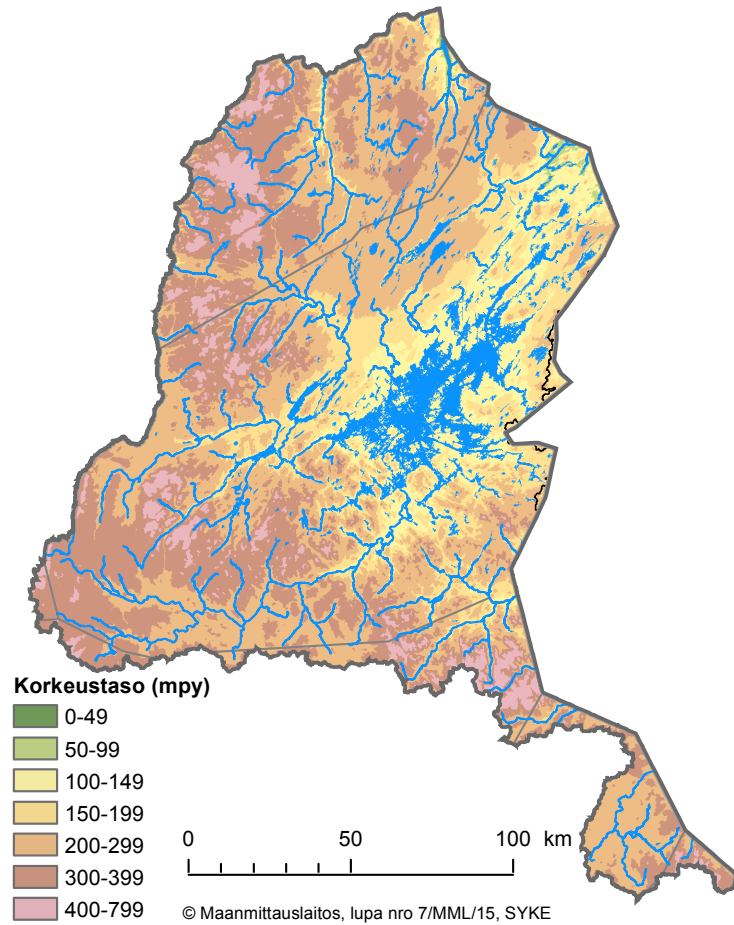 Korkeustaso (mpy)
0-49
50-99
100-149
150-199
200-299
300-399
400-799
0 50 100 km
© Maanmittauslaitos, lupa nro 7/MML/15, SYKE